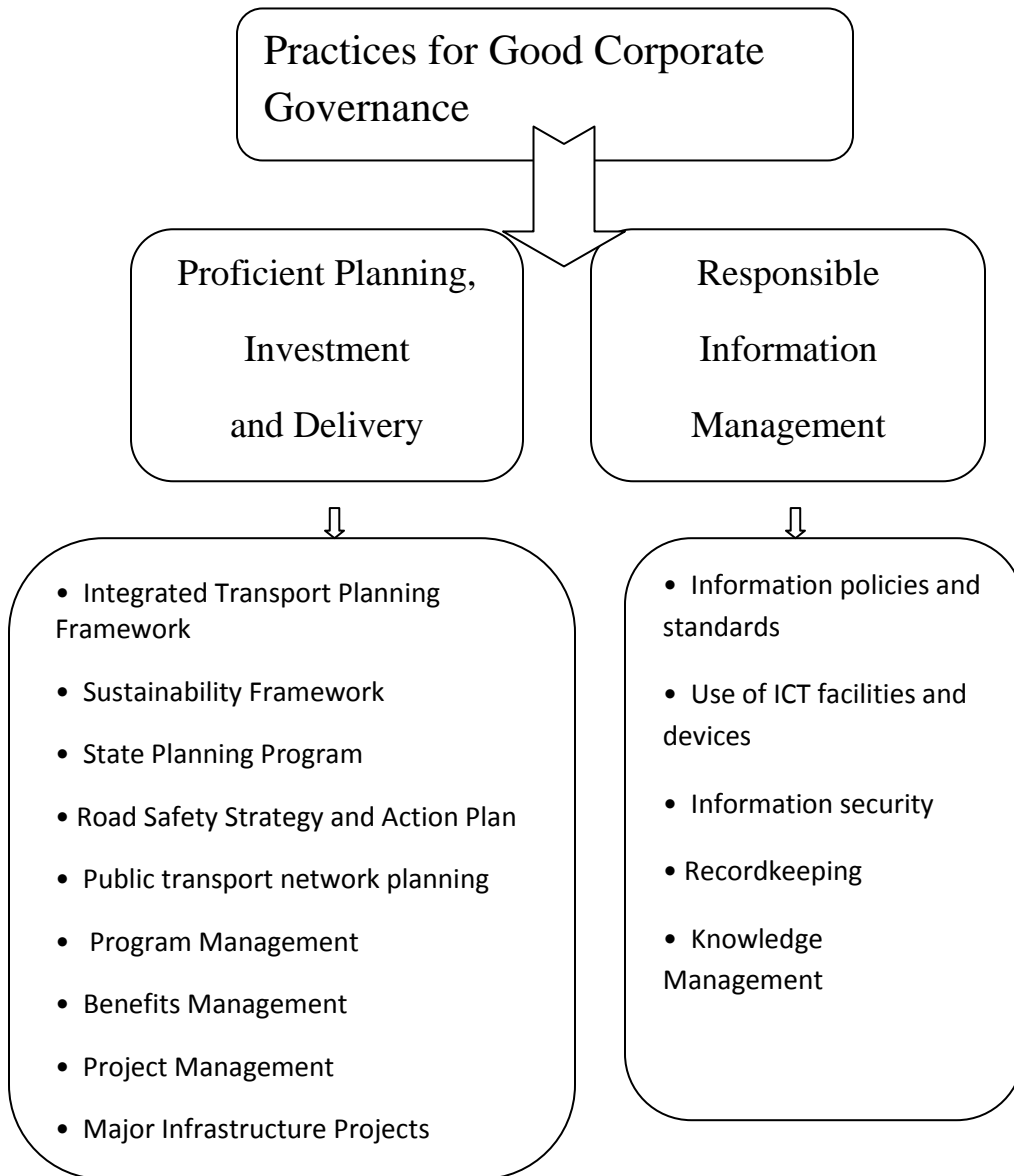 Practices for Good Corporate
Governance
Proficient Planning,
Investment
and Delivery
Responsible
Information
Management
• Integrated Transport Planning
Framework
• Sustainability Framework
• State Planning Program
• Road Safety Strategy and Action Plan
• Public transport network planning
• Program Management
• Benefits Management
• Project Management
• Major Infrastructure Projects
• Information policies and
standards
• Use of ICT facilities and
devices
• Information security
• Recordkeeping
• Knowledge
Management